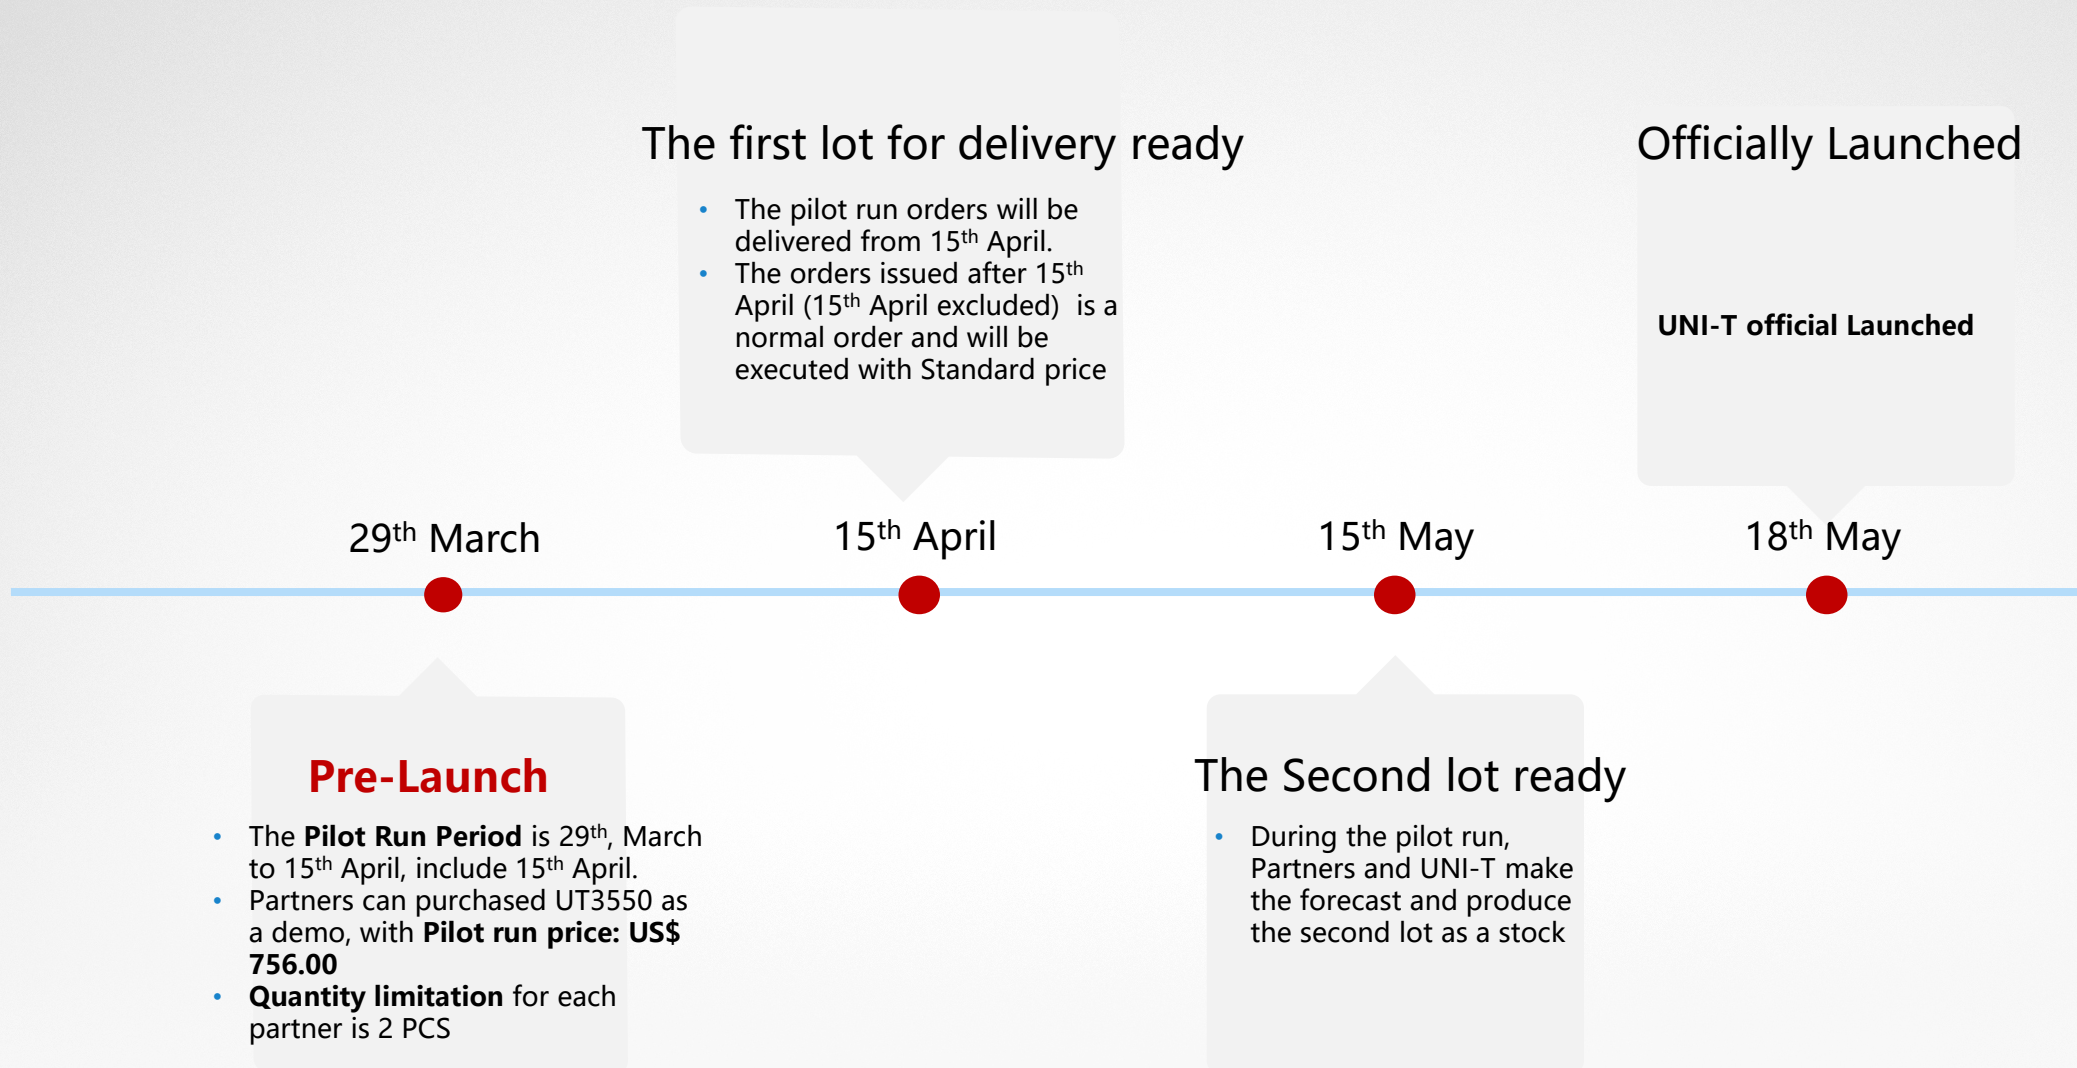 The first lot for delivery ready
• The pilot run orders will be
delivered from 15th April.
• The orders issued after 15th
April (15th April excluded)  is a
normal order and will be
executed with Standard price
Officially Launched
UNI-T official Launched
29th March
15th April
15th May
18th May
Pre-Launch
• The Pilot Run Period is 29th, March
to 15th April, include 15th April.
• Partners can purchased UT3550 as
a demo, with Pilot run price: US$
756.00
• Quantity limitation for each
partner is 2 PCS
The Second lot ready
• During the pilot run,
Partners and UNI-T make
the forecast and produce
the second lot as a stock